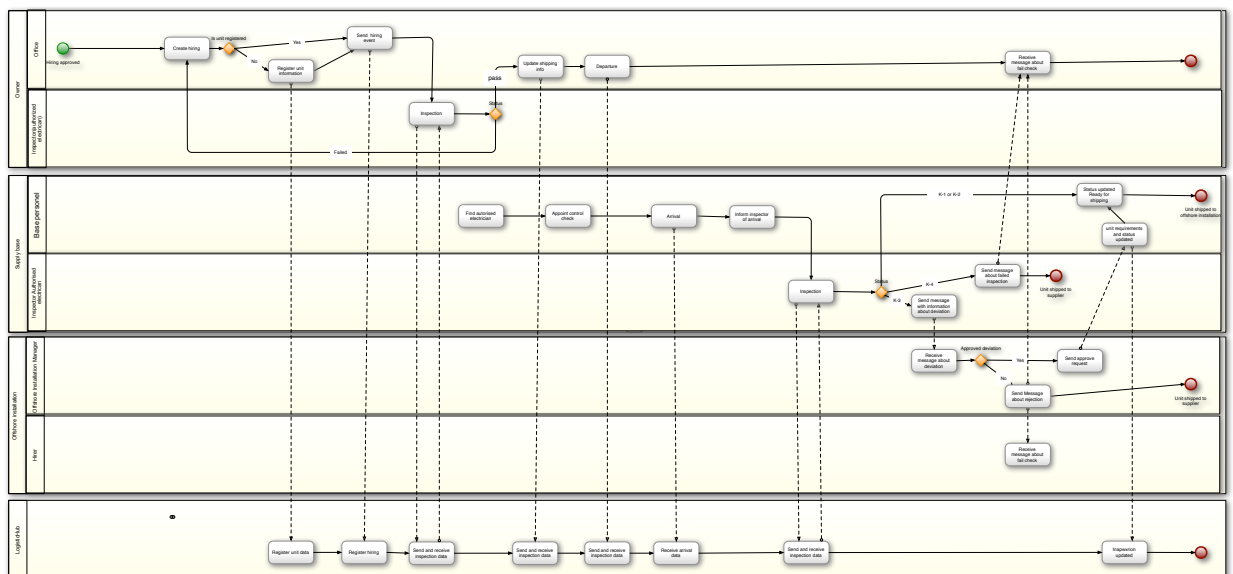 Owner
Office
Hiring approved
Create hiring
Is unit registered
Yes
No
Register unit
information
Send hiring
event
pass
Update shipping
info
Departure
Receive
message about
fail check
Inspector(authorized
electrican)
Inspection
Status
Failed
Supply base
Base personel
Find autorised
electrician
Appoint control
check
Arrival
Inform inspector
of arrival
K-1 or K-2
Status updated
Ready for
shipping
Unit shipped to
offshore installation
unit requirements
and status
updated
Inspector Authorised
electrician
Inspection
Status
K-4
K-3
Send message
about failed
inspection
Unit shipped to
supplier
Send message
with information
about deviation
Offshore installation
Offshore Installation Manager
Receive
message about
deviation
Approved deviation
Yes
No
Send approve
request
Send Message
about rejection
Unit shipped to
supplier
Hirer
Receive
message about
fail check
LogisticHub
Register unit data
Register hiring
Send and receive
inspection data
Send and receive
inspection data
Send and receive
inspection data
Receive arrival
data
Send and receive
inspection data
updated